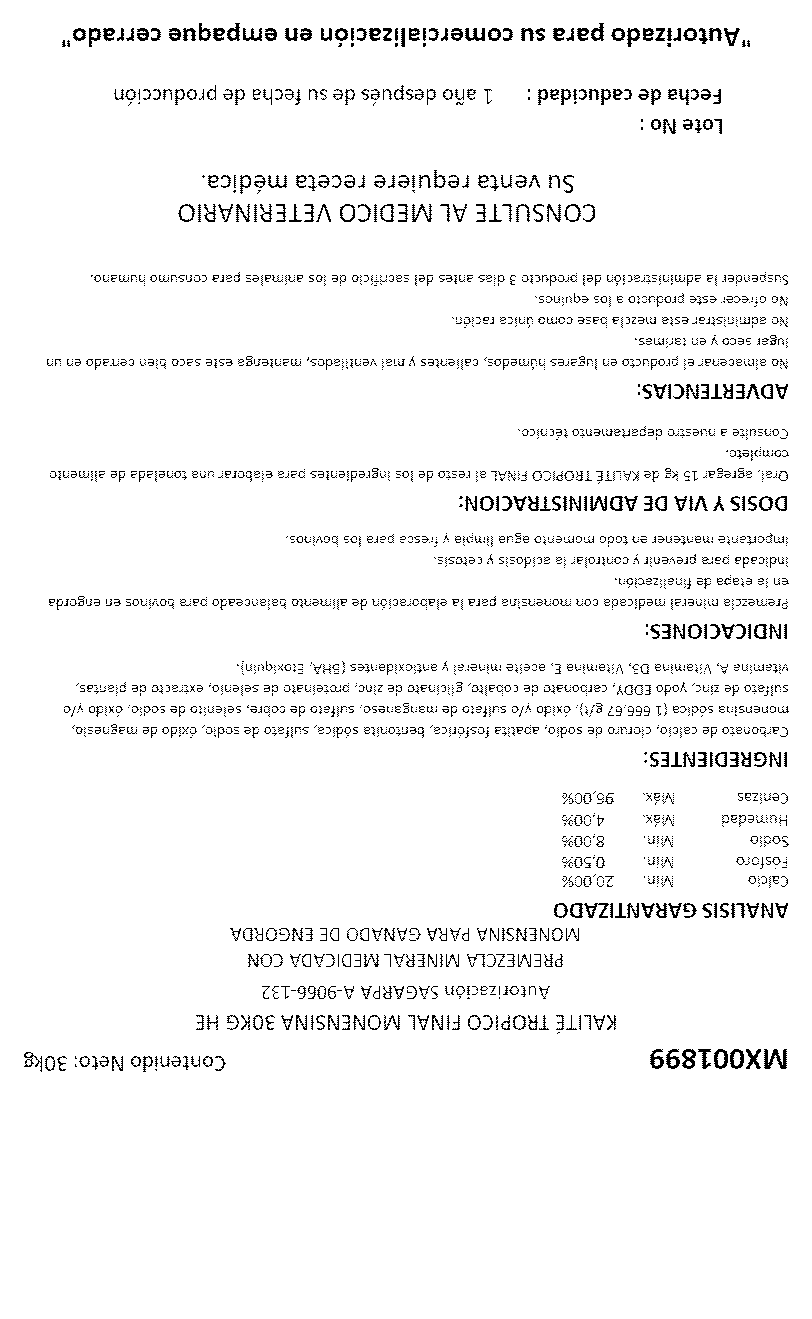 MX001899 Contenido Neto: 30kg
KALITÉ TROPICO FINAL MONENSINA 30KG HE
Autorización SAGARPA A-9066-132
PREMEZCLA MINERAL MEDICADA CON
MONENSINA PARA GANADO DE ENGORDA
ANALISIS GARANTIZADO
Calcio Min. 20,00%
Fósforo Min. 0,50%
Sodio Min. 8,00%
Humedad Máx. 4,00%
Cenizas Máx. 95,00%
INGREDIENTES:
Carbonato de calcio, cloruro de sodio, apatita fosfórica, bentonita sódica, sulfato de sodio, óxido de magnesio,
monensina sódica (1 666.67 g/t), óxido y/o sulfato de manganeso, sulfato de cobre, selenito de sodio, óxido y/o
sulfato de zinc, yodo EDDY, carbonato de cobalto, glicinato de zinc, proteinato de selenio, extracto de plantas,
vitamina A, Vitamina D3, Vitamina E, aceite mineral y antioxidantes (BHA, Etoxiquin).
INDICACIONES:
Premezcla mineral medicada con monensina para la elaboración de alimento balanceado para bovinos en engorda
en la etapa de finalización.
Indicada para prevenir y controlar la acidosis y cetosis.
Importante mantener en todo momento agua limpia y fresca para los bovinos.
DOSIS Y VIA DE ADMINISTRACION:
Oral, agregar 15 kg de KALITÉ TROPICO FINAL al resto de los ingredientes para elaborar una tonelada de alimento
completo.
Consulte a nuestro departamento técnico.
ADVERTENCIAS:
No almacenar el producto en lugares húmedos, calientes y mal ventilados, mantenga este saco bien cerrado en un
lugar seco y en tarimas.
No administrar esta mezcla base como única ración.
No ofrecer este producto a los equinos.
Suspender la administración del producto 3 días antes del sacrificio de los animales para consumo humano.
CONSULTE AL MEDICO VETERINARIO
Su venta requiere receta médica.
Lote No :
Fecha de caducidad : 1 año después de su fecha de producción
"Autorizado para su comercialización en empaque cerrado"